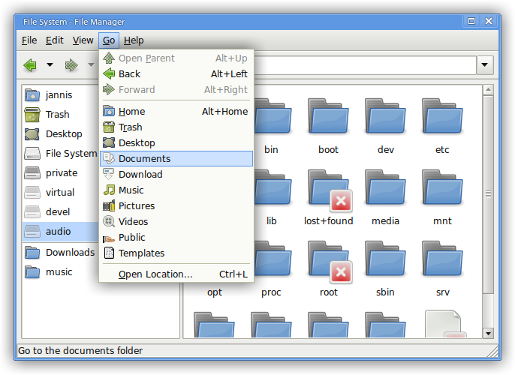 File System - File Manager
File Edit View Go Help
Open Parent Alt+Up
Back Alt+Left
Forward Alt+Right
Home Alt+Home
Trash
Desktop
Documents
Download
Music
Pictures
Videos
Public
Templates
Open Location... Ctrl+L
jannis
Trash
Desktop
File System
private
virtual
devel
audio
Downloads
music
bin boot dev etc
lib lost+found media mnt
opt proc root sbin srv
Go to the documents folder